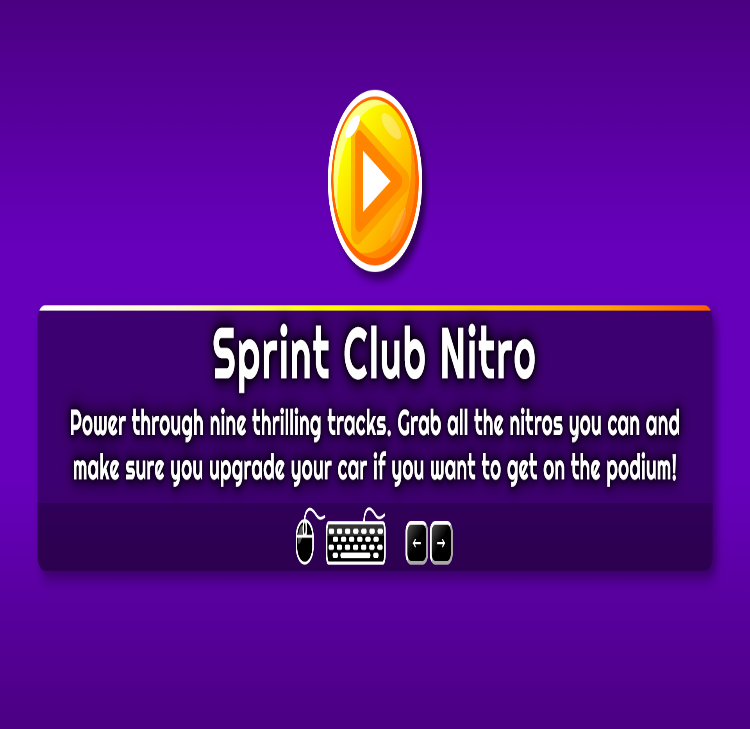 Sprint Club Nitro
Power through nine thrilling tracks. Grab all the nitros you can and
make sure you upgrade your car if you want to get on the podium!
← →